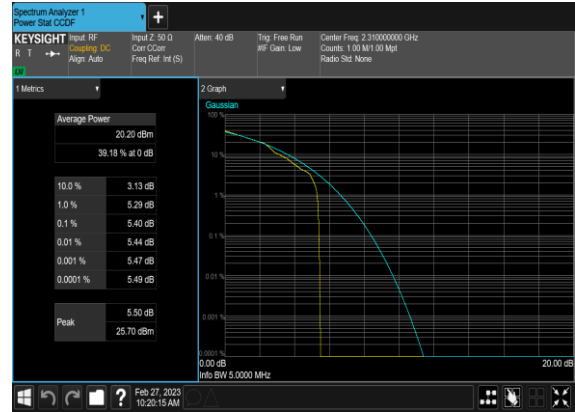 Spectrum Analyzer 1
Power Stat CCDF
KEYSIGHT
R T
LXI
Input: RF
Coupling: DC
Align: Auto
Input Z: 50 Ω
Corr CCorr
Freq Ref: Int (S)
Atten: 40 dB
Trig: Free Run
#IF Gain: Low
Center Freq: 2.310000000 GHz
Counts: 1.00 M/1.00 Mpt
Radio Std: None
1 Metrics
Average Power
20.20 dBm
39.18 % at 0 dB
10.0 % 3.13 dB
1.0 % 5.29 dB
0.1 % 5.40 dB
0.01 % 5.44 dB
0.001 % 5.47 dB
0.0001 % 5.49 dB
Peak
5.50 dB
25.70 dBm
2 Graph
Gaussian
100 %
10 %
1 %
0.1 %
0.01 %
0.001 %
0.0001 %
0.00 dB 20.00 dB
Info BW 5.0000 MHz
?
Feb 27, 2023
10:20:15 AM